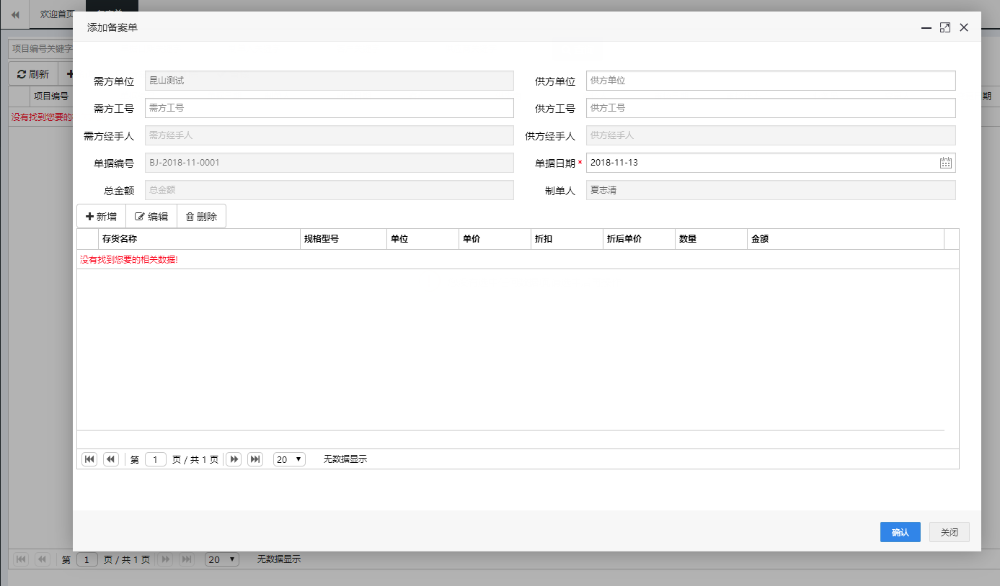 欢迎首页
添加备案单
项目编号关键字
刷新
项目编号
期
没有找到您要的
需方单位 昆山测试 供方单位 供方单位
需方工号 需方工号 供方工号 供方工号
需方经手人 需方经手人 供方经手人 供方经手人
单据编号 BJ-2018-11-0001 单据日期 * 2018-11-13
总金额 总金额 制单人 夏志清
新增 编辑 删除
存货名称 规格型号 单位 单价 折扣 折后单价 数量 金额
没有找到您要的相关数据!
第 1 页 / 共 1 页 20 无数据显示
确认 关闭
第 1 页 / 共 1 页 20 无数据显示